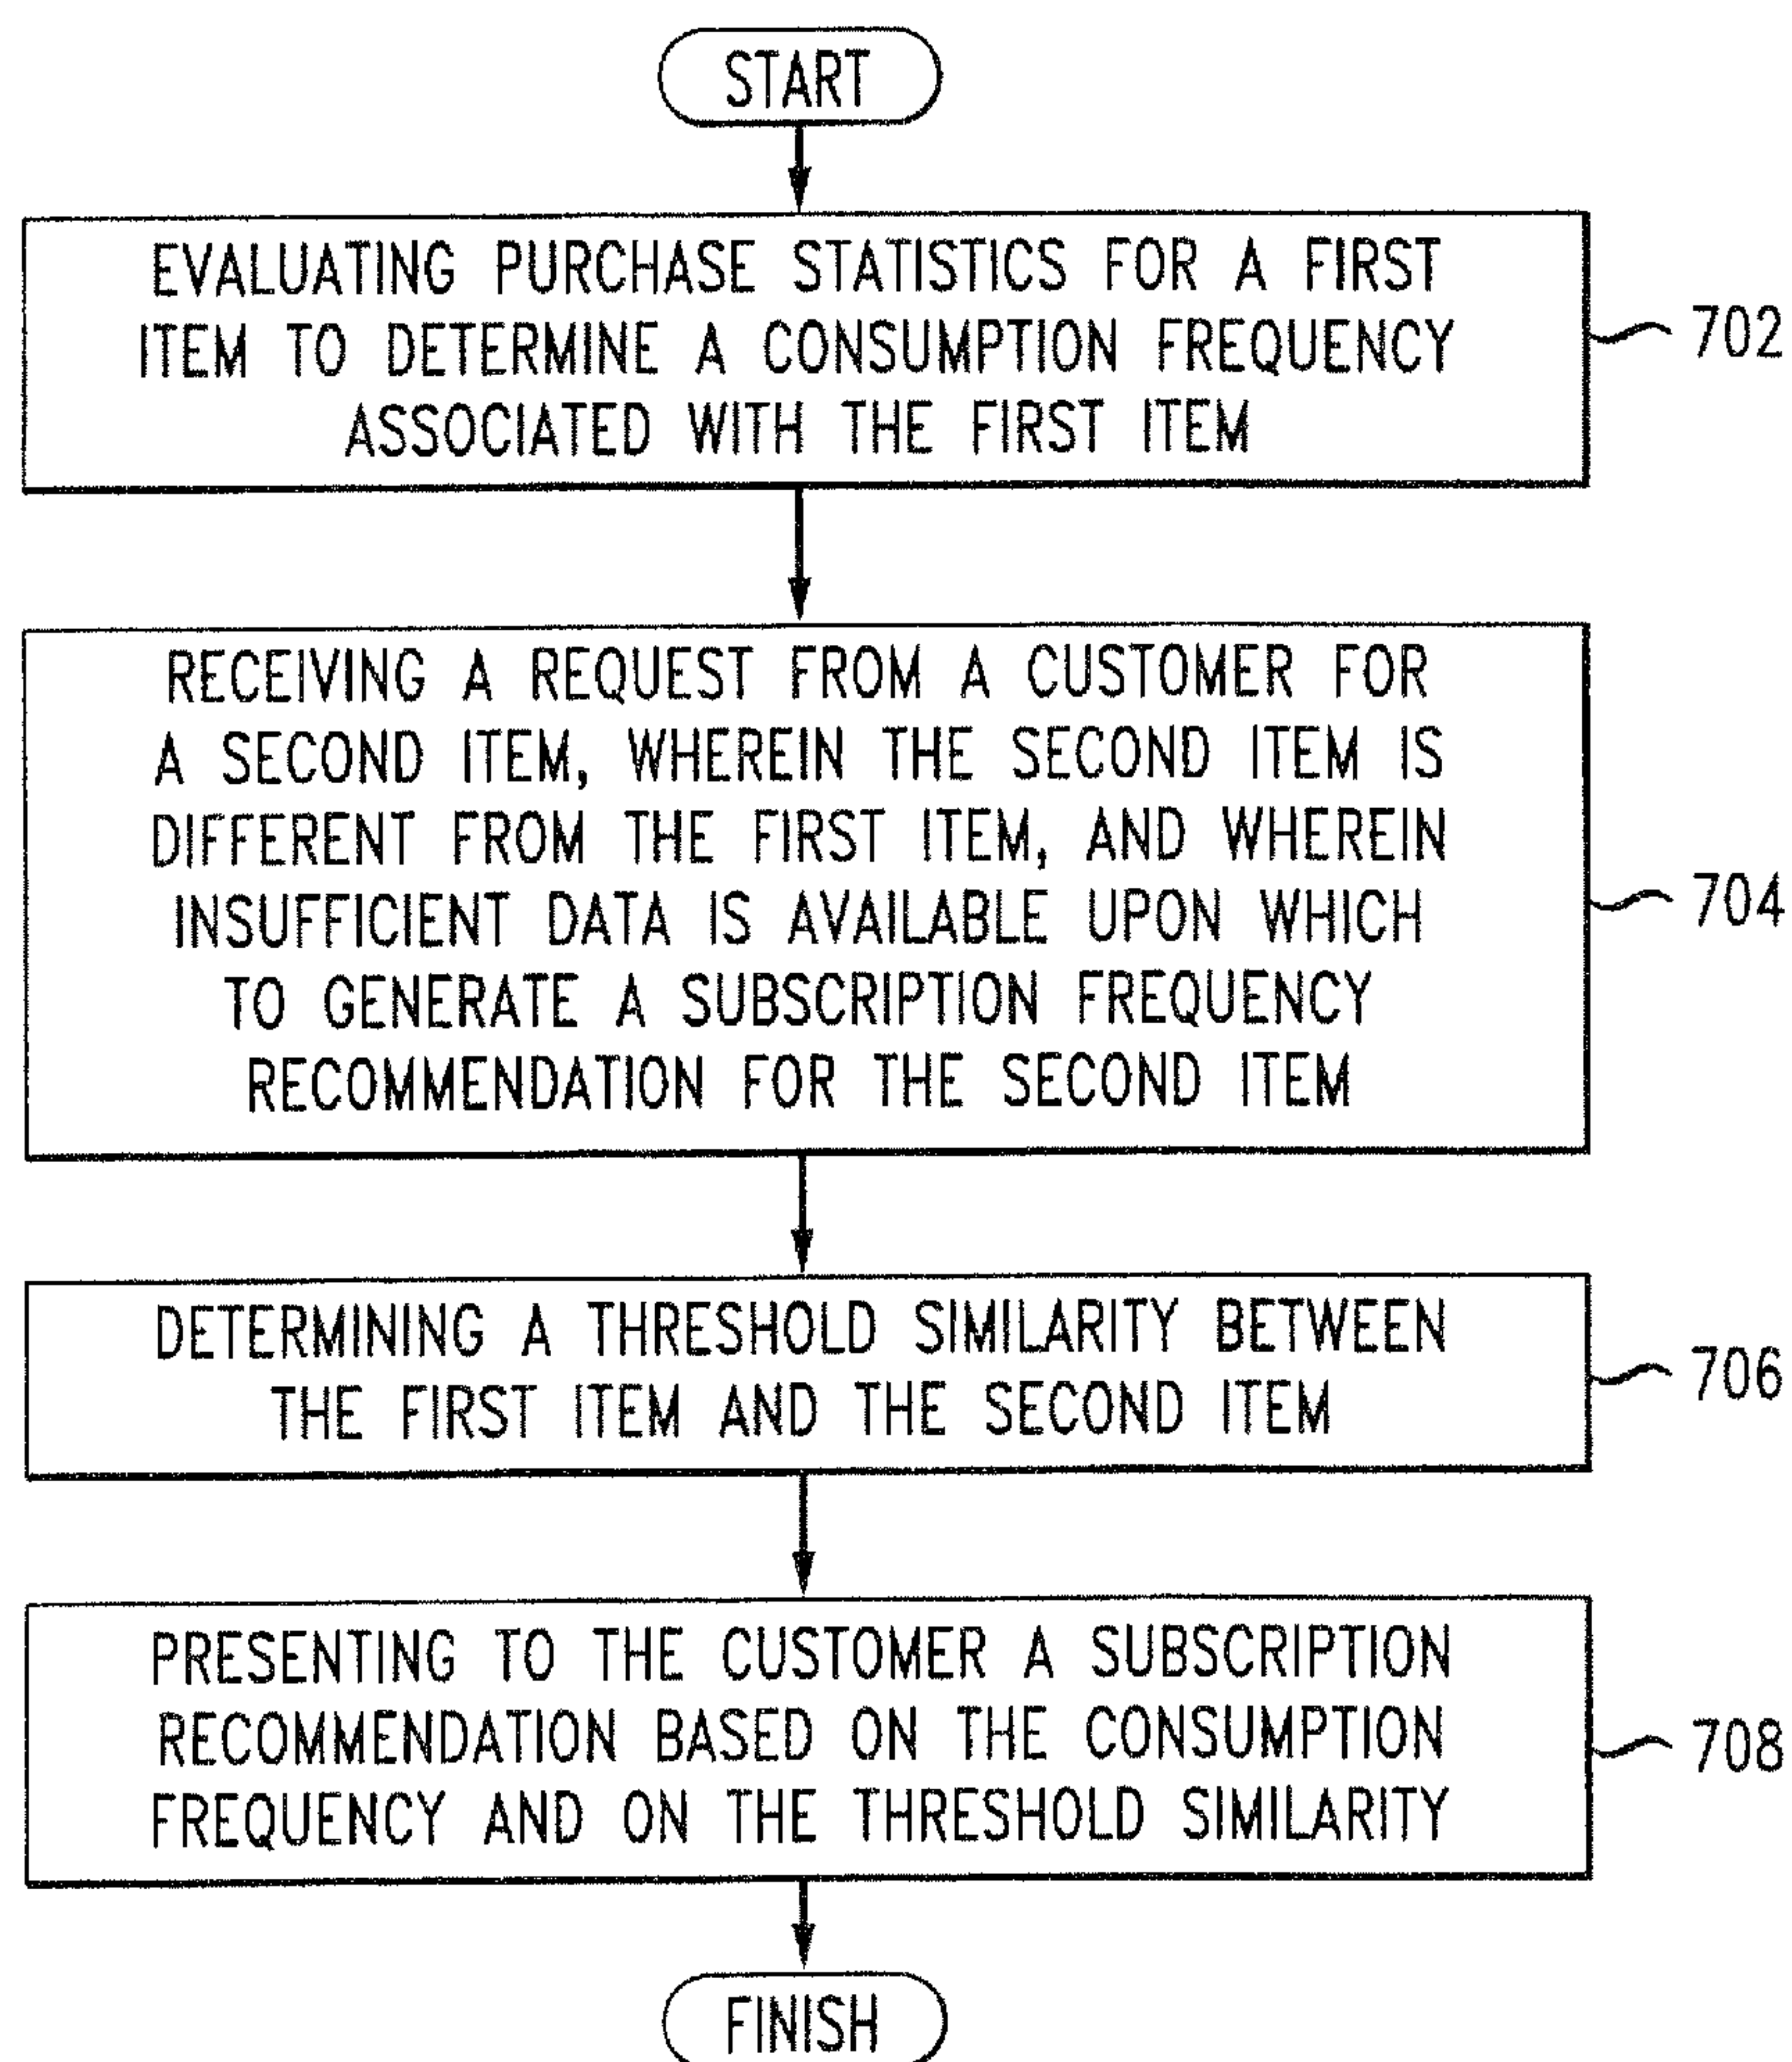 START
EVALUATING PURCHASE STATISTICS FOR A FIRST
ITEM TO DETERMINE A CONSUMPTION FREQUENCY
ASSOCIATED WITH THE FIRST ITEM
702
RECEIVING A REQUEST FROM A CUSTOMER FOR
A SECOND ITEM, WHEREIN THE SECOND ITEM IS
DIFFERENT FROM THE FIRST ITEM, AND WHEREIN
INSUFFICIENT DATA IS AVAILABLE UPON WHICH
TO GENERATE A SUBSCRIPTION FREQUENCY
RECOMMENDATION FOR THE SECOND ITEM
704
DETERMINING A THRESHOLD SIMILARITY BETWEEN
THE FIRST ITEM AND THE SECOND ITEM
706
PRESENTING TO THE CUSTOMER A SUBSCRIPTION
RECOMMENDATION BASED ON THE CONSUMPTION
FREQUENCY AND ON THE THRESHOLD SIMILARITY
708
FINISH